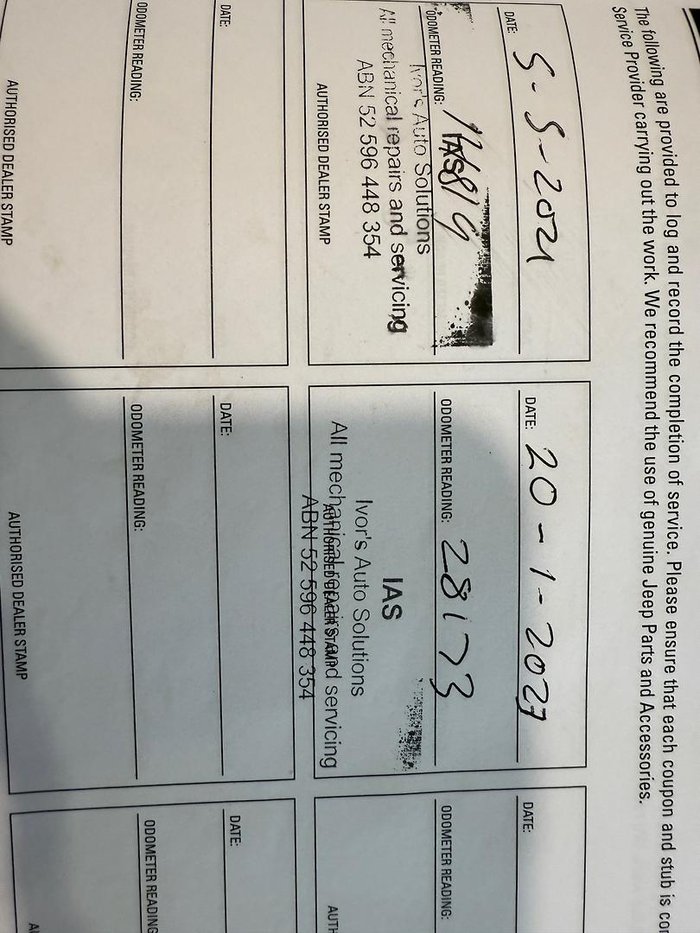 The following are provided to log and record the completion of service. Please ensure that each coupon and stub is
Service Provider carrying out the work. We recommend the use of genuine Jeep Parts and Accessories.
DATE: 5-5-2021
ODOMETER READING:
IAS
Ivor's Auto Solutions
All mechanical repairs and servicing
ABN 52 596 448 354
AUTHORISED DEALER STAMP
DATE: 20-1-
ODOMETER READING: 28173
IAS
Ivor's Auto Solutions
All mechanical repairs and servicing
AUTHORISED DEALER STAMP
ABN 52 596 448 354
DATE:
ODOMETER READING:
DATE:
ODOMETER READING:
AUTHORISED DEALER STAMP
DATE:
ODOMETER READING:
AUTHORISED DEALER STAMP
DATE:
ODOMETER READING